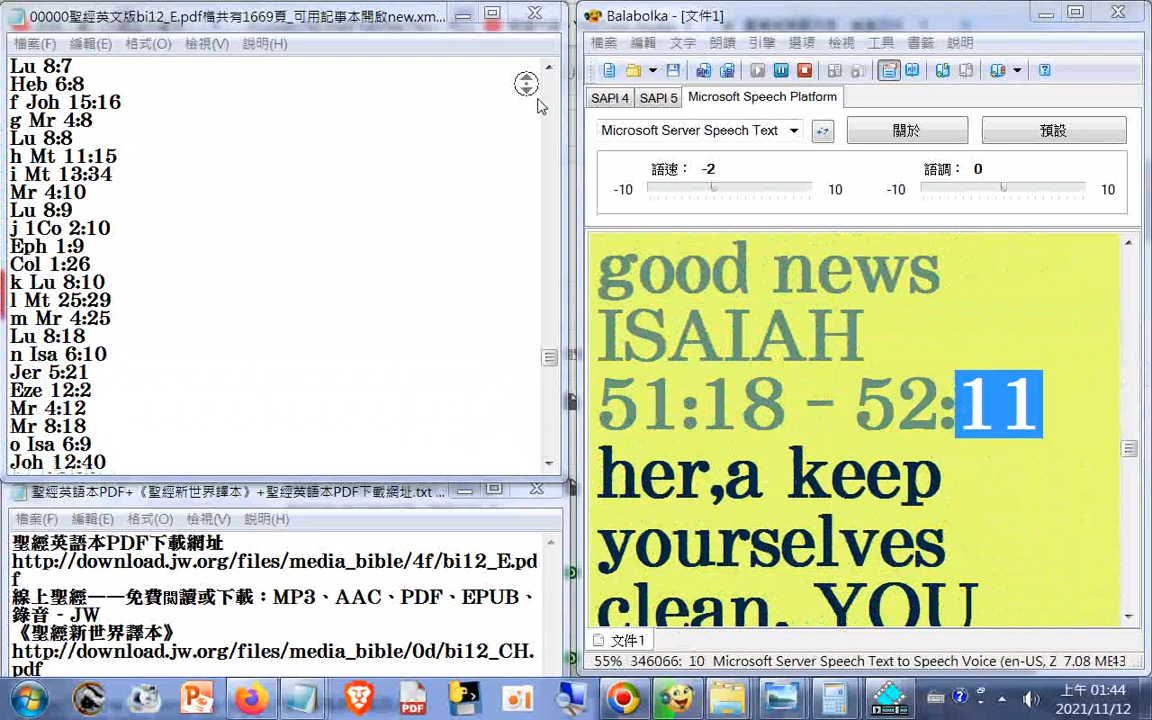 00000聖經英文版bi12_E.pdf檔共有1669頁_可用記事本開啟new.xm...
檔案(F) 編輯(E) 格式(O) 檢視(V) 說明(H)
Lu 8:7
Heb 6:8
f Joh 15:16
g Mr 4:8
Lu 8:8
h Mt 11:15
i Mt 13:34
Mr 4:10
Lu 8:9
j 1Co 2:10
Eph 1:9
Col 1:26
k Lu 8:10
l Mt 25:29
m Mr 4:25
Lu 8:18
n Isa 6:10
Jer 5:21
Eze 12:2
Mr 4:12
Mr 8:18
o Isa 6:9
Joh 12:40
聖經英語本PDF+《聖經新世界譯本》+聖經英語本PDF下載網址.txt ...
檔案(F) 編輯(E) 格式(O) 檢視(V) 說明(H)
聖經英語本PDF下載網址
http://download.jw.org/files/media_bible/4f/bi12_E.pd
f
線上聖經——免費閱讀或下載：MP3、AAC、PDF、EPUB、
錄音 - JW
《聖經新世界譯本》
http://download.jw.org/files/media_bible/0d/bi12_CH.
pdf
Balabolka - [文件1]
檔案 編輯 文字 朗讀 引擎 選項 檢視 工具 書籤 說明
SAPI 4 SAPI 5 Microsoft Speech Platform
Microsoft Server Speech Text 關於 預設
語速： -2 語調： 0
-10 10 -10 10
good news
ISAIAH
51:18 - 52:11
her,a keep
yourselves
clean, YOU
文件1
55% 346066: 10 Microsoft Server Speech Text to Speech Voice (en-US, Z 7.08 ME43
上午 01:44
2021/11/12